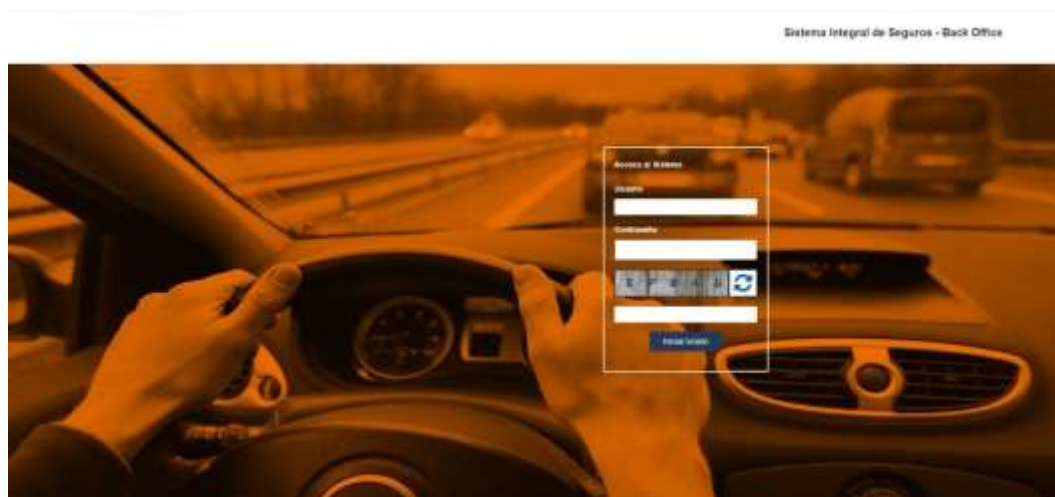 Sistema Integral de Seguros - Back Office
Acceso al Sistema
Usuario
Contraseña
Iniciar sesión